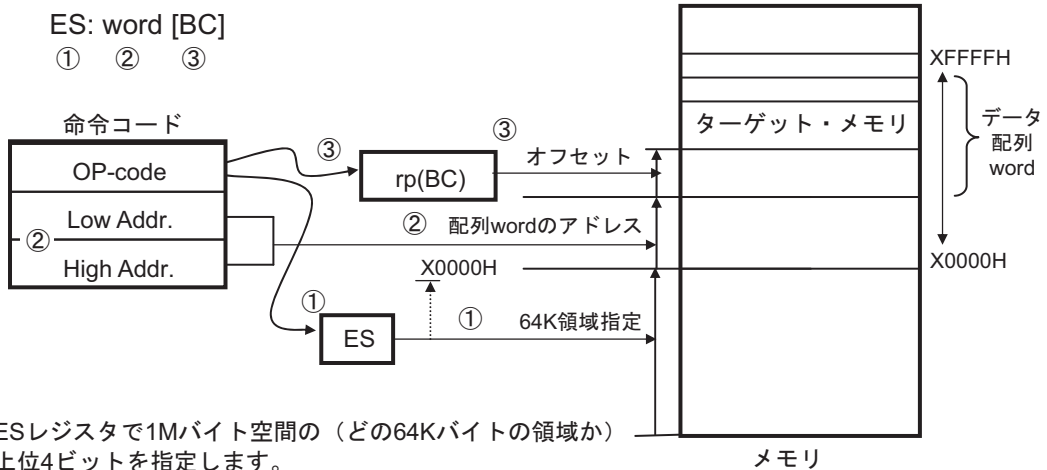 ES: word [BC]
① ② ③
命令コード
OP-code
Low Addr.
②
High Addr.
③
rp(BC)
③
オフセット
② 配列wordのアドレス
X0000H
①
ES
①
64K領域指定
XFFFFH
ターゲット・メモリ
データ
配列
word
X0000H
メモリ
ESレジスタで1Mバイト空間の（どの64Kバイトの領域か）
上位4ビットを指定します。